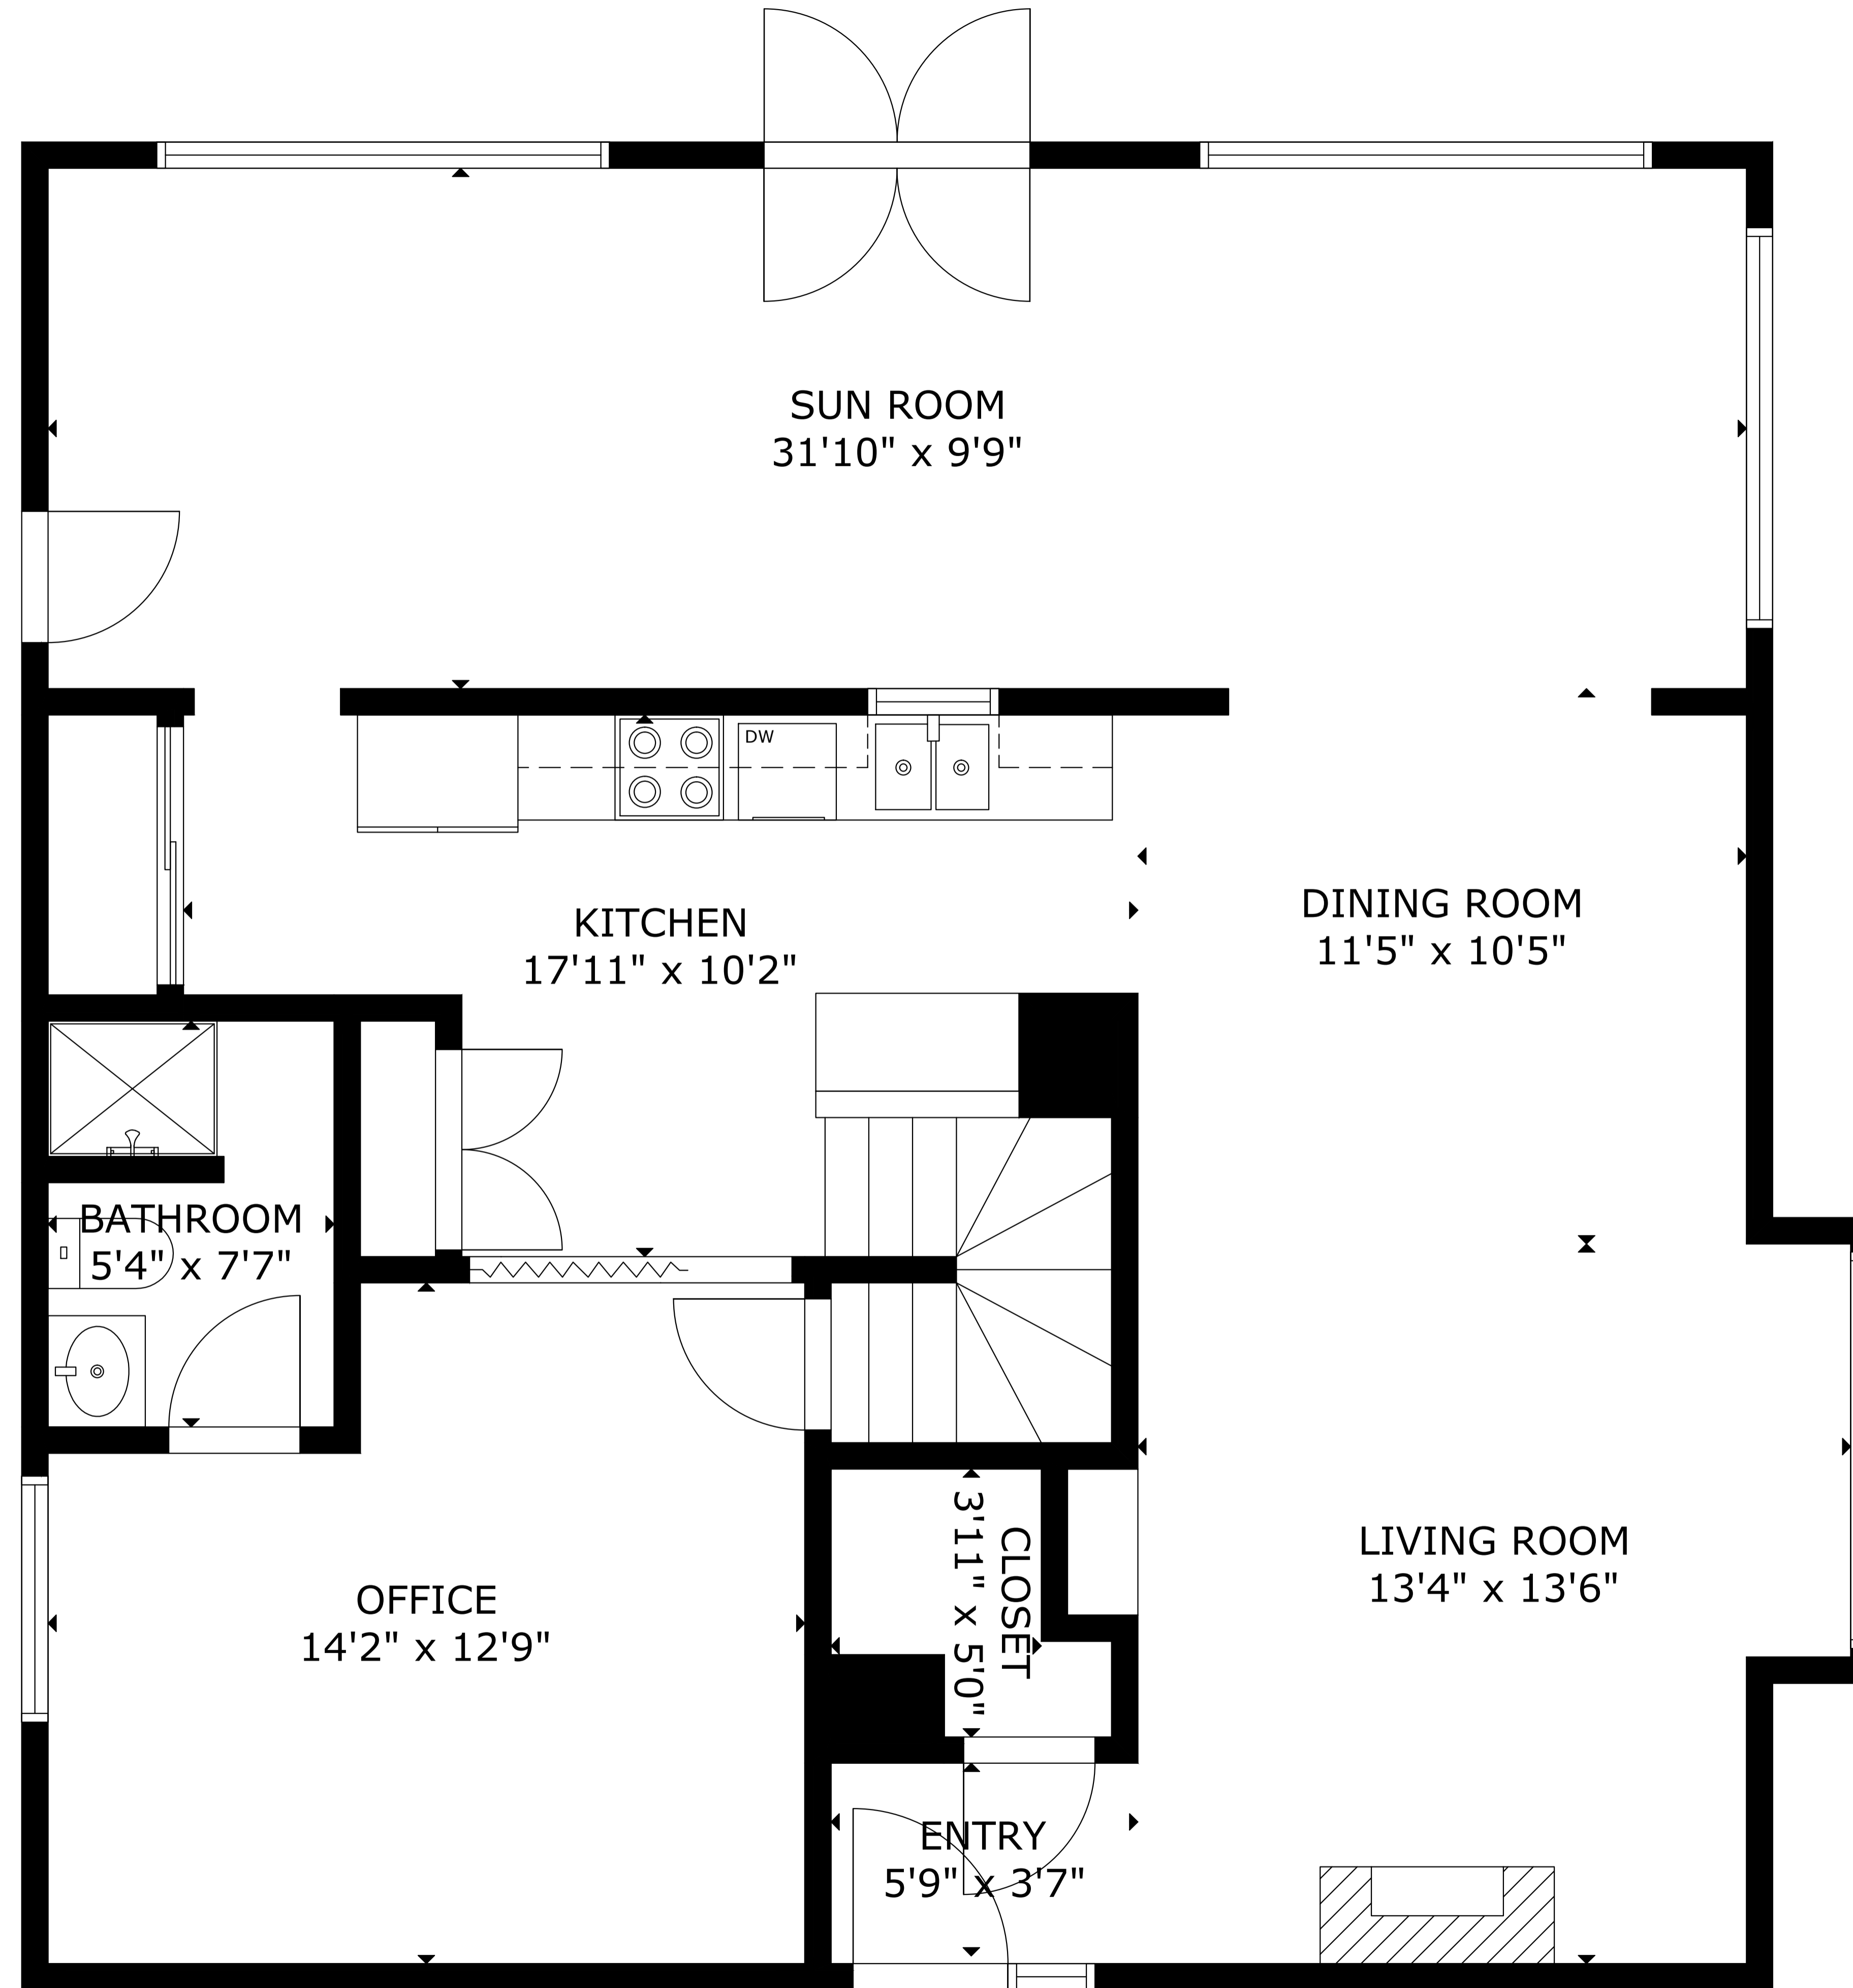 SUN ROOM
31'10" x 9'9"
DW
KITCHEN
17'11" x 10'2"
DINING ROOM
11'5" x 10'5"
BATHROOM
5'4" x 7'7"
OFFICE
14'2" x 12'9"
CLOSET
3'11" x 5'0"
LIVING ROOM
13'4" x 13'6"
ENTRY
5'9" x 3'7"